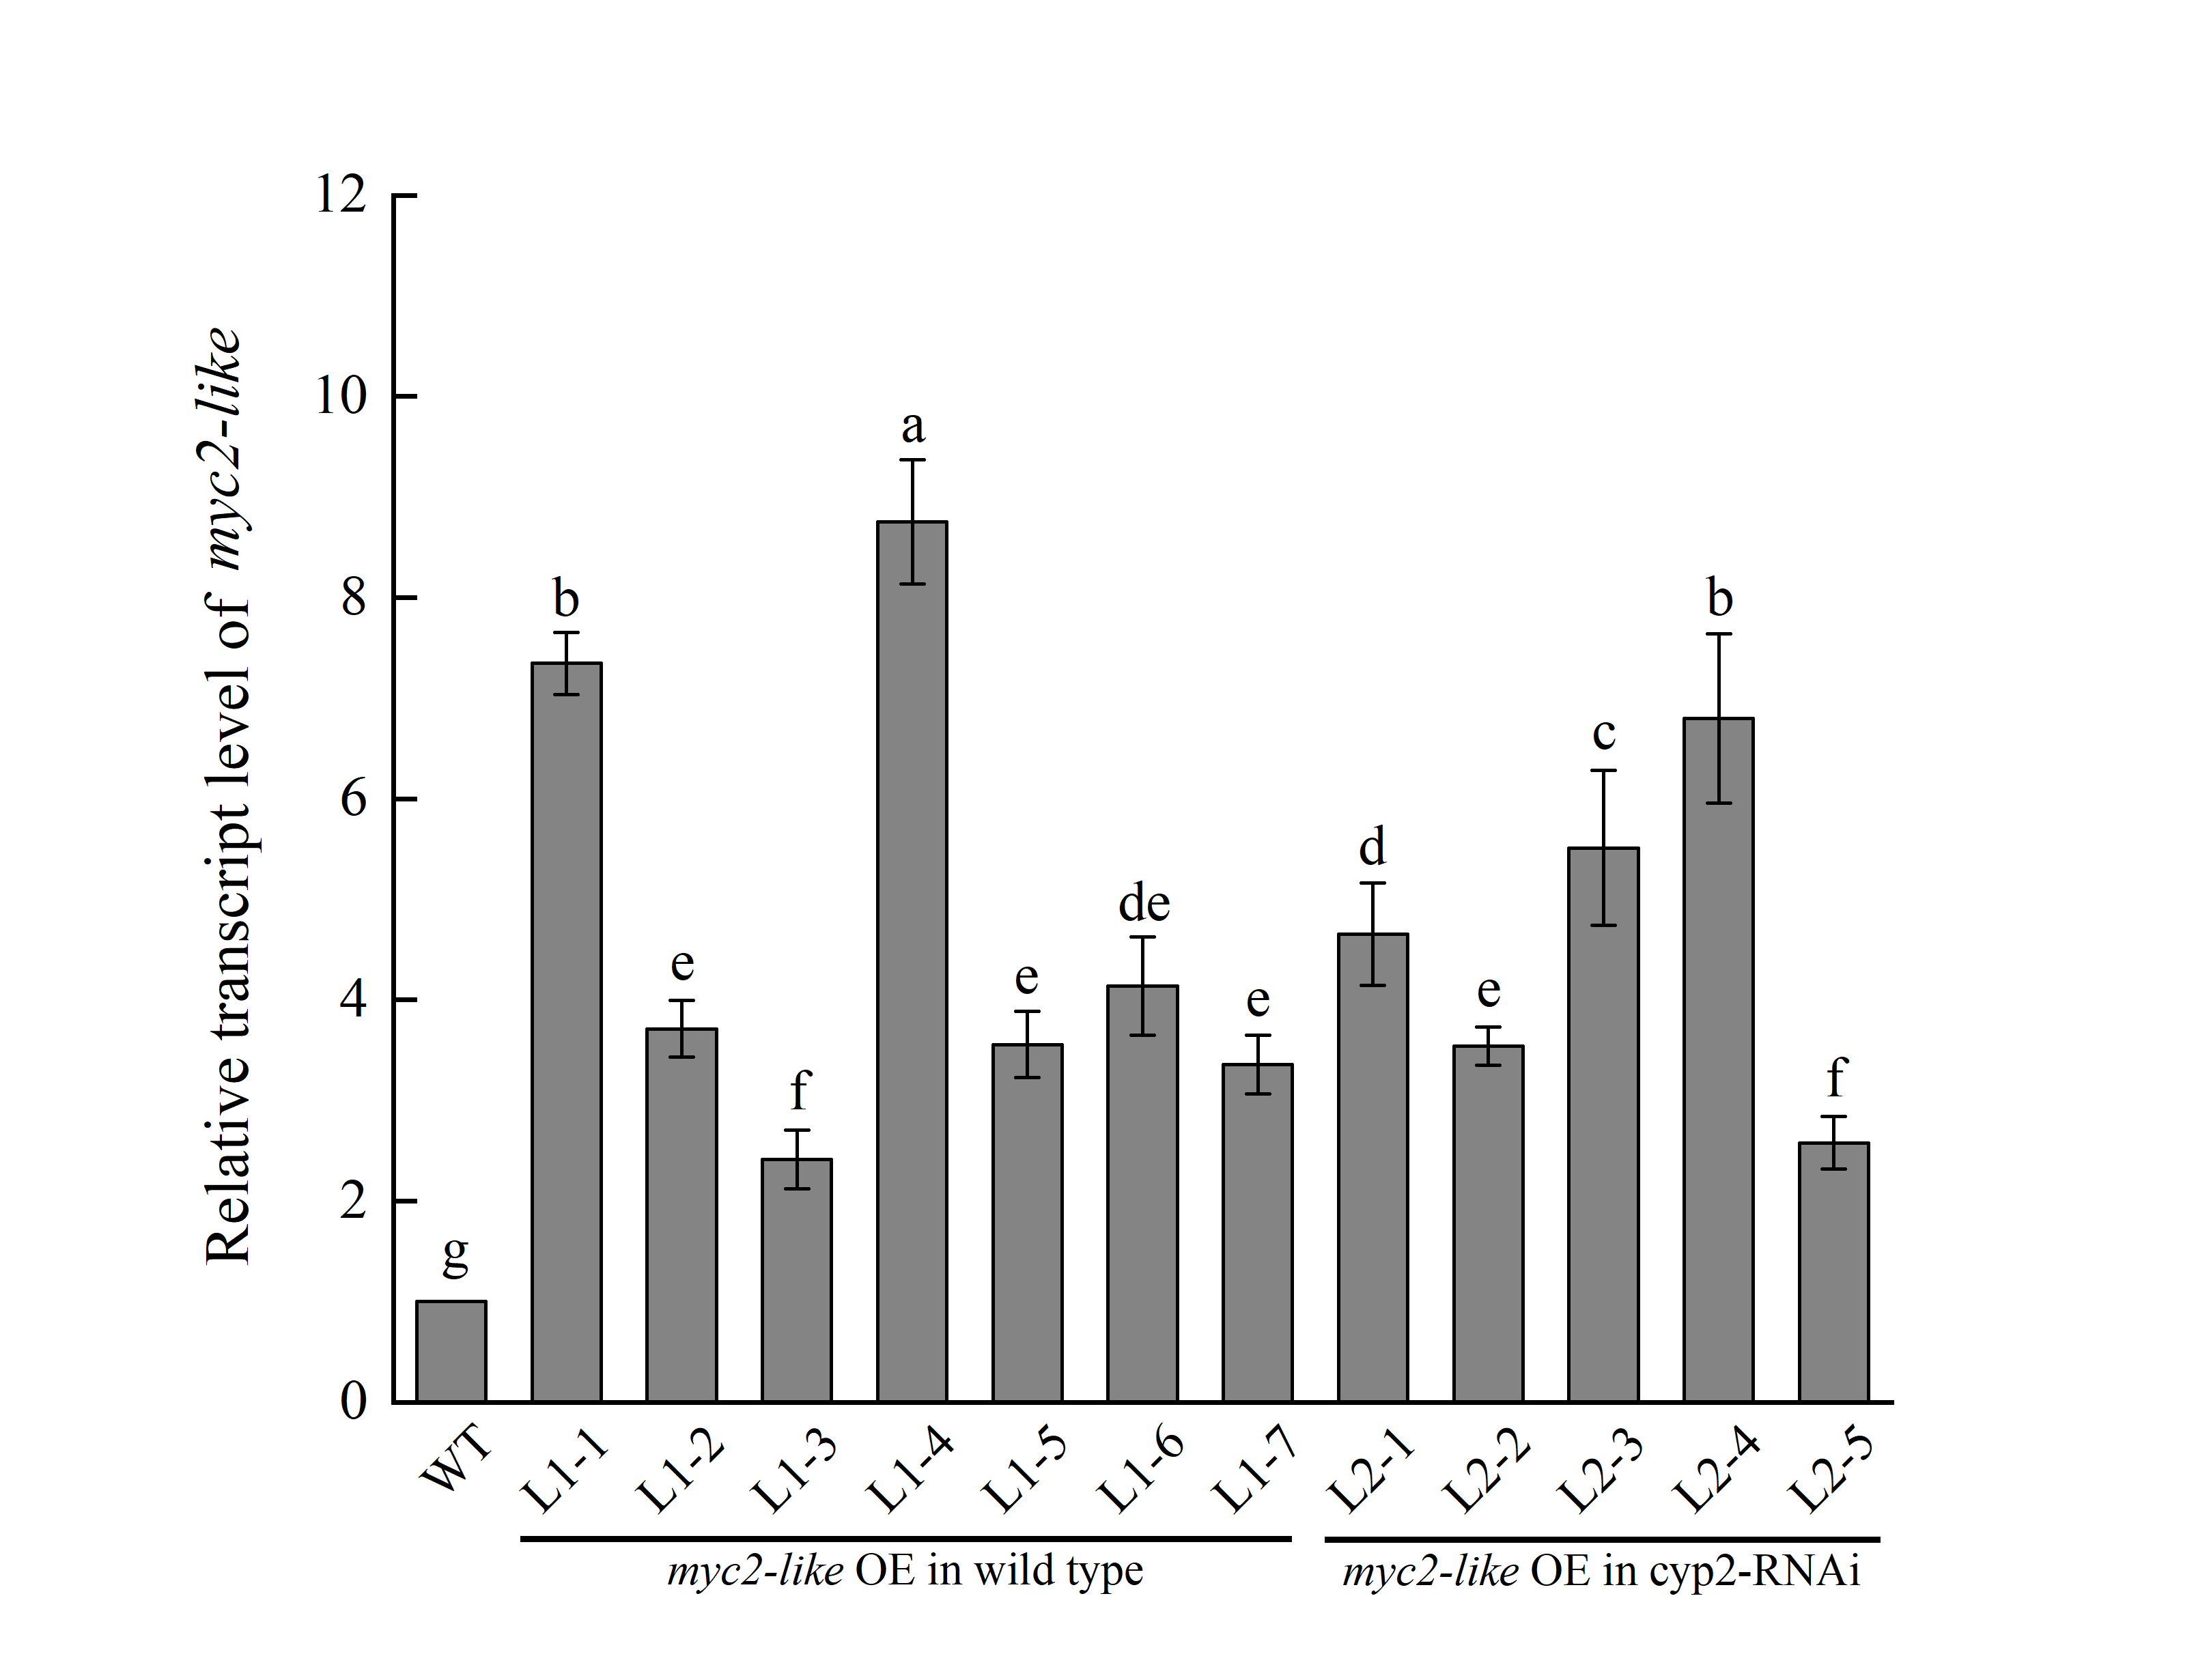 Relative transcript level of myc2-like
12
10
8
6
4
2
0
g
b
e
f
a
e
de
e
d
e
c
b
f
WT
L1-1
L1-2
L1-3
L1-4
L1-5
L1-6
L1-7
L2-1
L2-2
L2-3
L2-4
L2-5
myc2-like OE in wild type
myc2-like OE in cyp2-RNAi